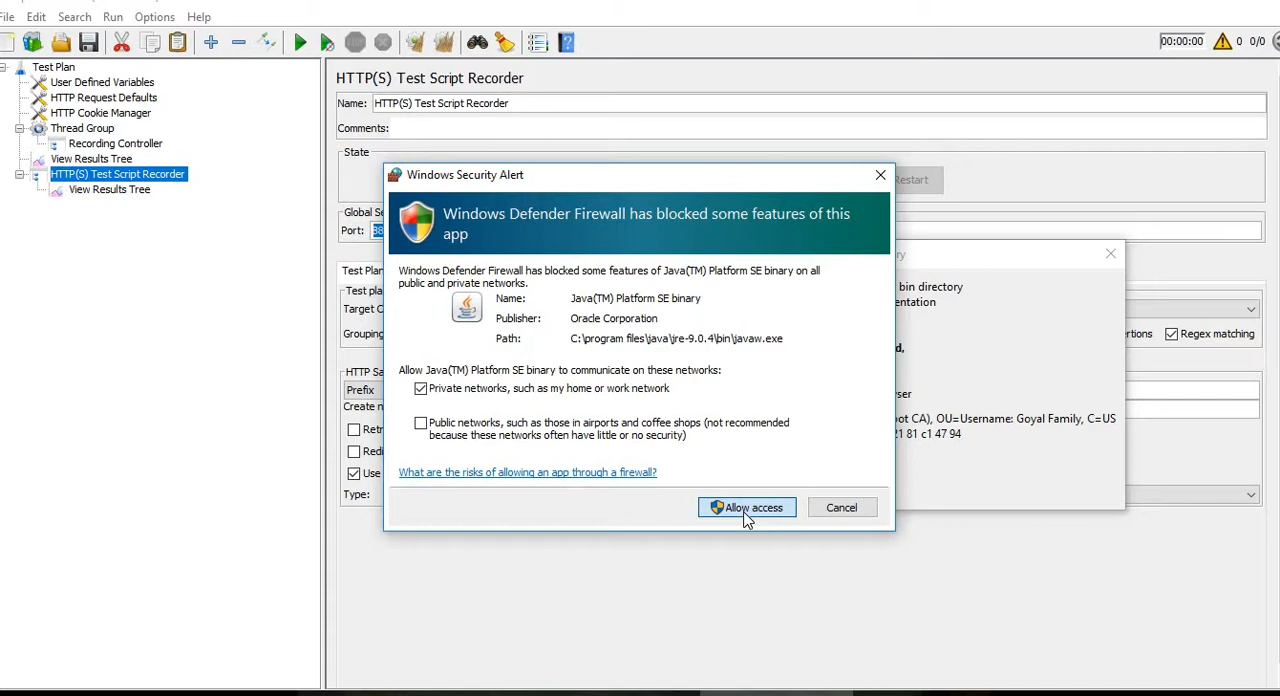 File Edit Search Run Options Help
00:00:00 0 0/0
Test Plan
User Defined Variables
HTTP Request Defaults
HTTP Cookie Manager
Thread Group
Recording Controller
View Results Tree
HTTP(S) Test Script Recorder
View Results Tree
HTTP(S) Test Script Recorder
Name: HTTP(S) Test Script Recorder
Comments:
State
Restart
Global Se
Port: 88
Test Plan
Test pla
Target C
Grouping
rtions Regex matching
HTTP Sa
Prefix
Create n
Retr
Redi
Use
Type:
Windows Security Alert
Windows Defender Firewall has blocked some features of this
app
Windows Defender Firewall has blocked some features of Java(TM) Platform SE binary on all
public and private networks.
Name: Java(TM) Platform SE binary
Publisher: Oracle Corporation
Path: C:\program files\java\jre-9.0.4\bin\javaw.exe
Allow Java(TM) Platform SE binary to communicate on these networks:
Private networks, such as my home or work network
Public networks, such as those in airports and coffee shops (not recommended
because these networks often have little or no security)
What are the risks of allowing an app through a firewall?
Allow access Cancel
ry
bin directory
entation
d,
ser
oot CA), OU=Username: Goyal Family, C=US
21 81 c1 47 94